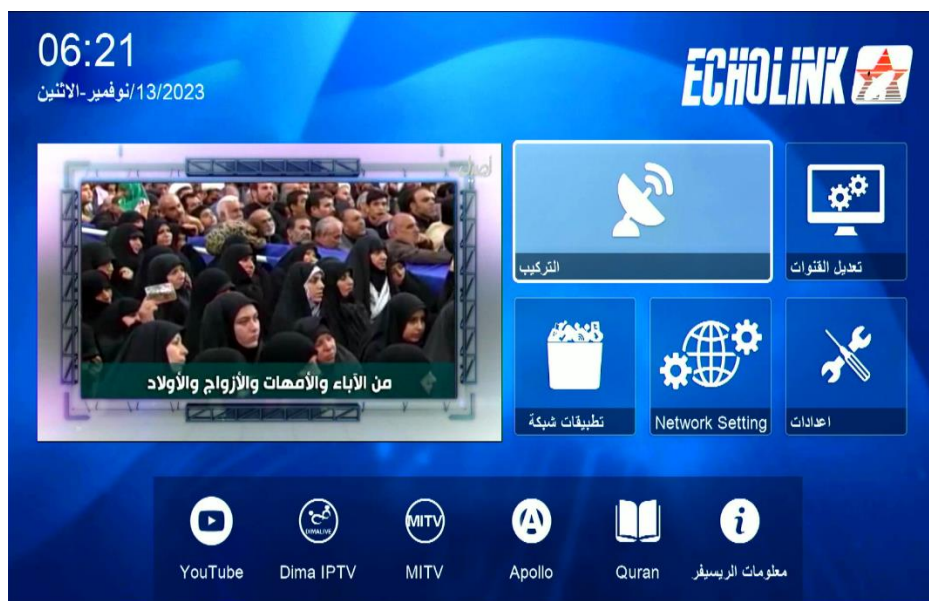 06:21
13/2023/نوفمبر-الاثنين
ECHOLINK
من الآباء والأمهات والأزواج والأولاد
التركيب
تعديل القنوات
تطبيقات شبكة
Network Setting
اعدادات
MITV
YouTube
Dima IPTV
MITV
Apollo
Quran
معلومات الريسيفر